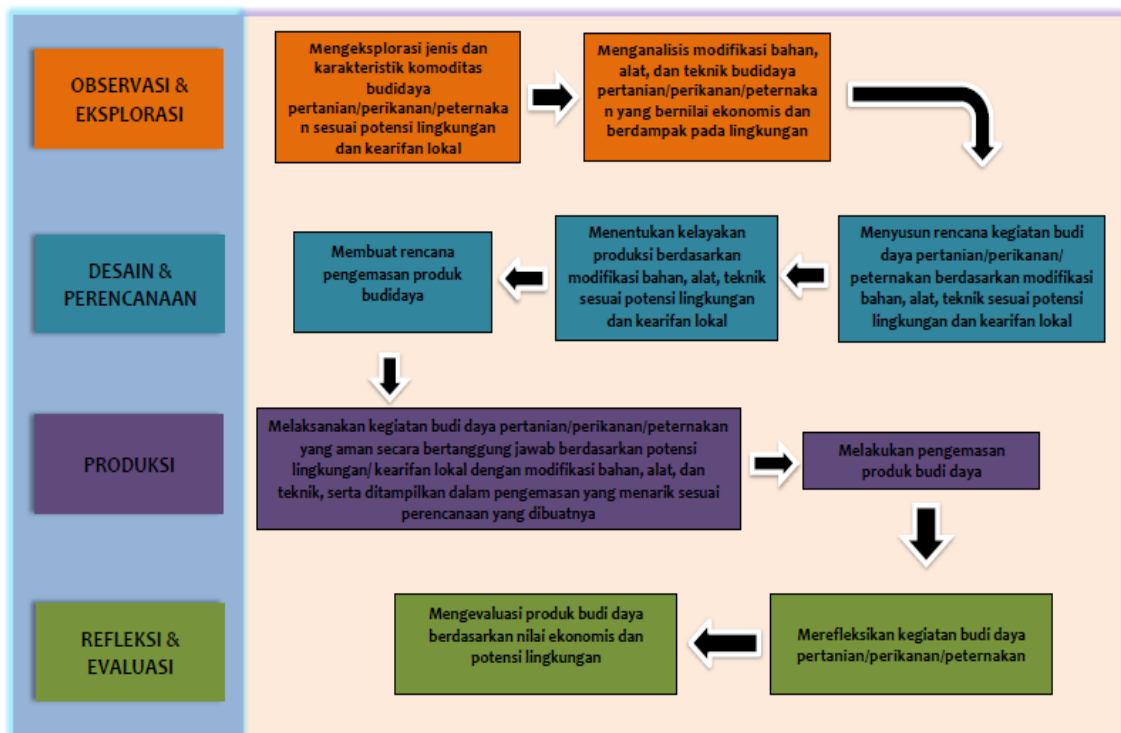 OBSERVASI &
EKSPLORASI
Mengeksplorasi jenis dan
karakteristik komoditas
budidaya
pertanian/perikanan/peternaka
n sesuai potensi lingkungan
dan kearifan lokal
Menganalisis modifikasi bahan,
alat, dan teknik budidaya
pertanian/perikanan/peternaka
n yang bernilai ekonomis dan
berdampak pada lingkungan
DESAIN &
PERENCANAAN
Menyusun rencana kegiatan budi
daya pertanian/perikanan/
peternakan berdasarkan modifikasi
bahan, alat, teknik sesuai potensi
lingkungan dan kearifan lokal
Menentukan kelayakan
produksi berdasarkan
modifikasi bahan, alat, teknik
sesuai potensi lingkungan
dan kearifan lokal
Membuat rencana
pengemasan produk
budidaya
PRODUKSI
Melaksanakan kegiatan budi daya pertanian/perikanan/peternakan
yang aman secara bertanggung jawab berdasarkan potensi
lingkungan/ kearifan lokal dengan modifikasi bahan, alat, dan
teknik, serta ditampilkan dalam pengemasan yang menarik sesuai
perencanaan yang dibuatnya
Melakukan pengemasan
produk budi daya
REFLEKSI &
EVALUASI
Merefleksikan kegiatan budi daya
pertanian/perikanan/peternakan
Mengevaluasi produk budi daya
berdasarkan nilai ekonomis dan
potensi lingkungan